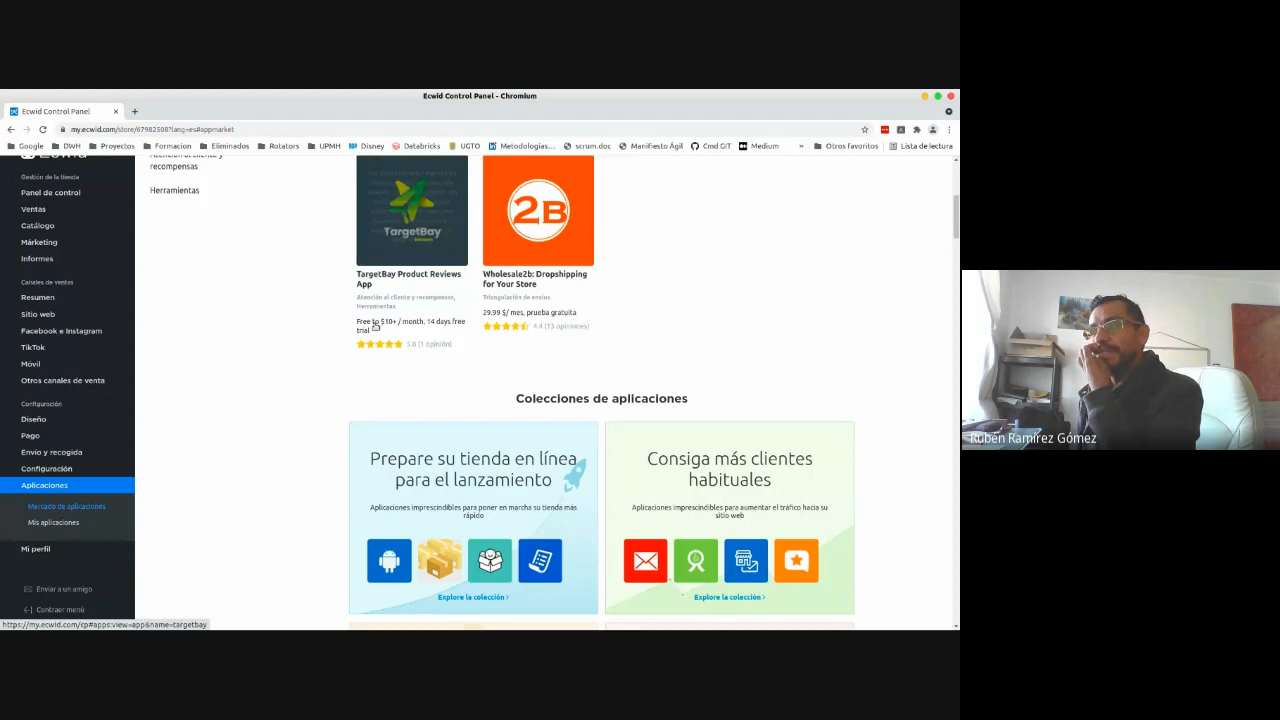 Ecwid Control Panel - Chromium
Ecwid Control Panel
my.ecwid.com/store/67982508?lang=es#appmarket
Google DWH Proyectos Formacion Eliminados Rotators UPMH Disney Databricks UGTO Metodologías... scrum.doc Manifiesto Ágil Cmd GIT Medium » Otros favoritos Lista de lectura
Gestión de la tienda
Panel de control
Ventas
Catálogo
Márketing
Informes
Canales de ventas
Resumen
Sitio web
Facebook e Instagram
TikTok
Móvil
Otros canales de venta
Configuración
Diseño
Pago
Envío y recogida
Configuración
Aplicaciones
Mercado de aplicaciones
Mis aplicaciones
Mi perfil
Enviar a un amigo
Contraer menú
Atención al cliente y
recompensas
Herramientas
TargetBay
TargetBay Product Reviews
App
Atención al cliente y recompensas,
Herramientas
Free to $10+ / month, 14 days free
trial
5.0 (1 opinión)
2B
Wholesale2b: Dropshipping
for Your Store
Triangulación de envíos
29.99 $/ mes, prueba gratuita
4.4 (13 opiniones)
Colecciones de aplicaciones
Prepare su tienda en línea
para el lanzamiento
Aplicaciones imprescindibles para poner en marcha su tienda más
rápido
Explore la colección
Consiga más clientes
habituales
Aplicaciones imprescindibles para aumentar el tráfico hacia su
sitio web
Explore la colección
https://my.ecwid.com/cp#apps:view=app&name=targetbay
Rubén Ramírez Gómez